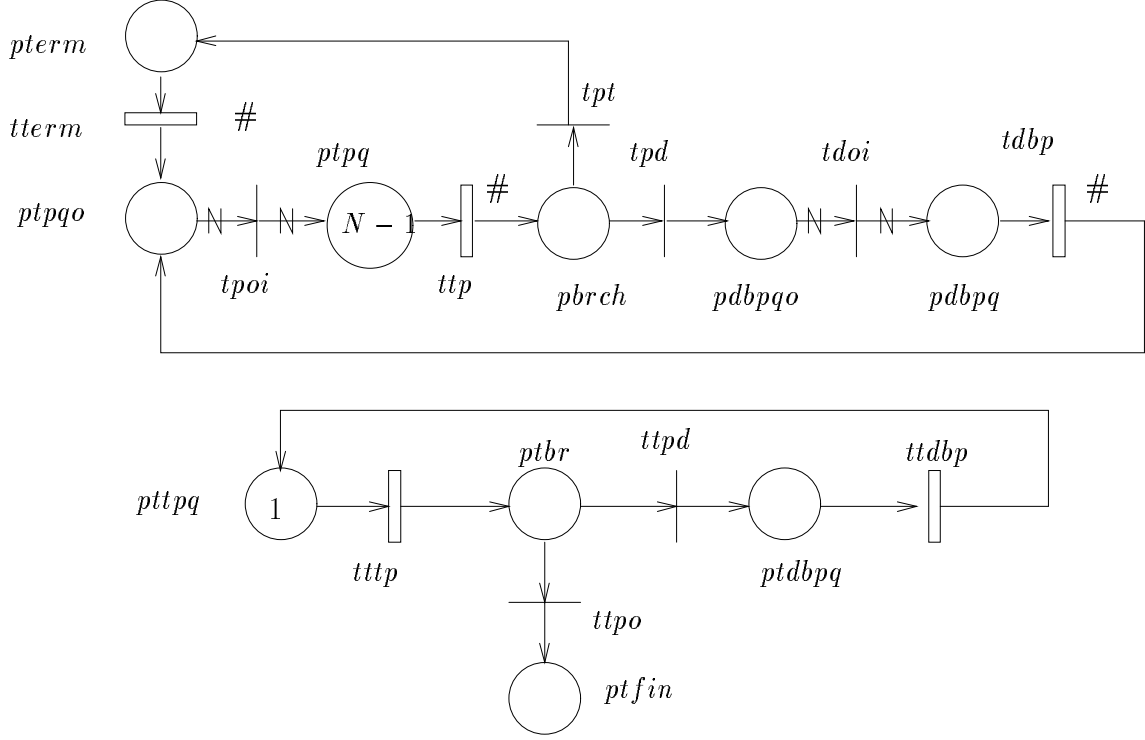 pterm
tpt
tterm
#
ptpq
tpd
tdoi
tdbp
ptpqo
N
N
N − 1
#
N
N
#
tpoi
ttp
pbrch
pdbpqo
pdbpq
ptbr
ttpd
ttdbp
pttpq
1
tttp
ptdbpq
ttpo
ptfin